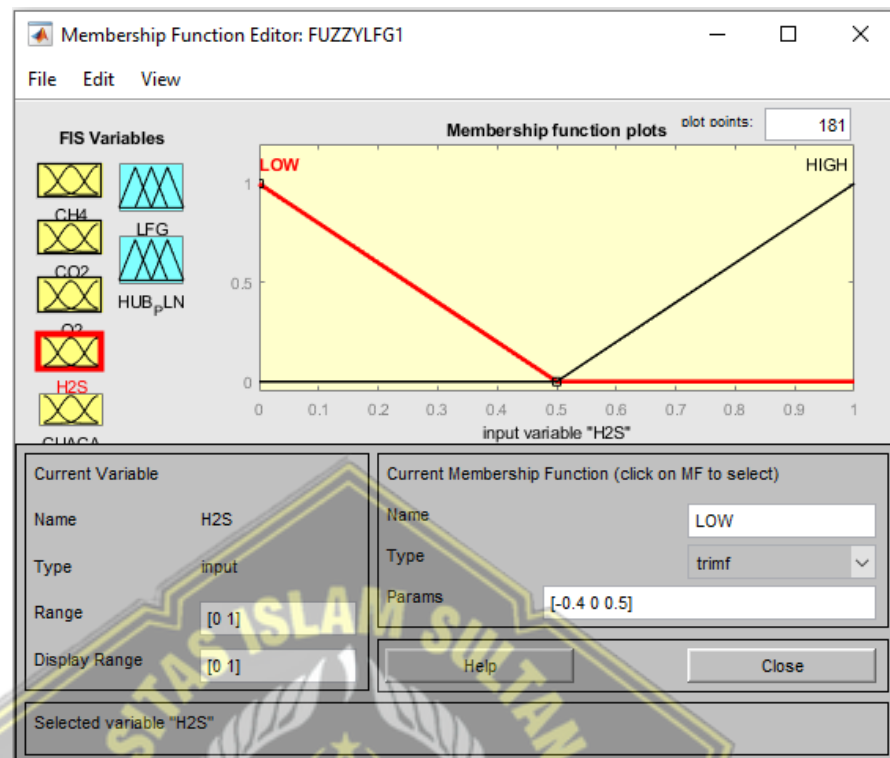 Membership Function Editor: FUZZYLFG1
File Edit View
FIS Variables
Membership function plots
plot points:
181
CH4
CO2
O2
H2S
LFG
HUBPLN
LOW
HIGH
1
0.5
0
0 0.1 0.2 0.3 0.4 0.5 0.6 0.7 0.8 0.9 1
input variable "H2S"
Current Variable
Name H2S
Type input
Range [0 1]
Display Range [0 1]
Current Membership Function (click on MF to select)
Name LOW
Type trimf
Params [-0.4 0 0.5]
Help Close
Selected variable "H2S"
SITAS ISLAM SULTAN